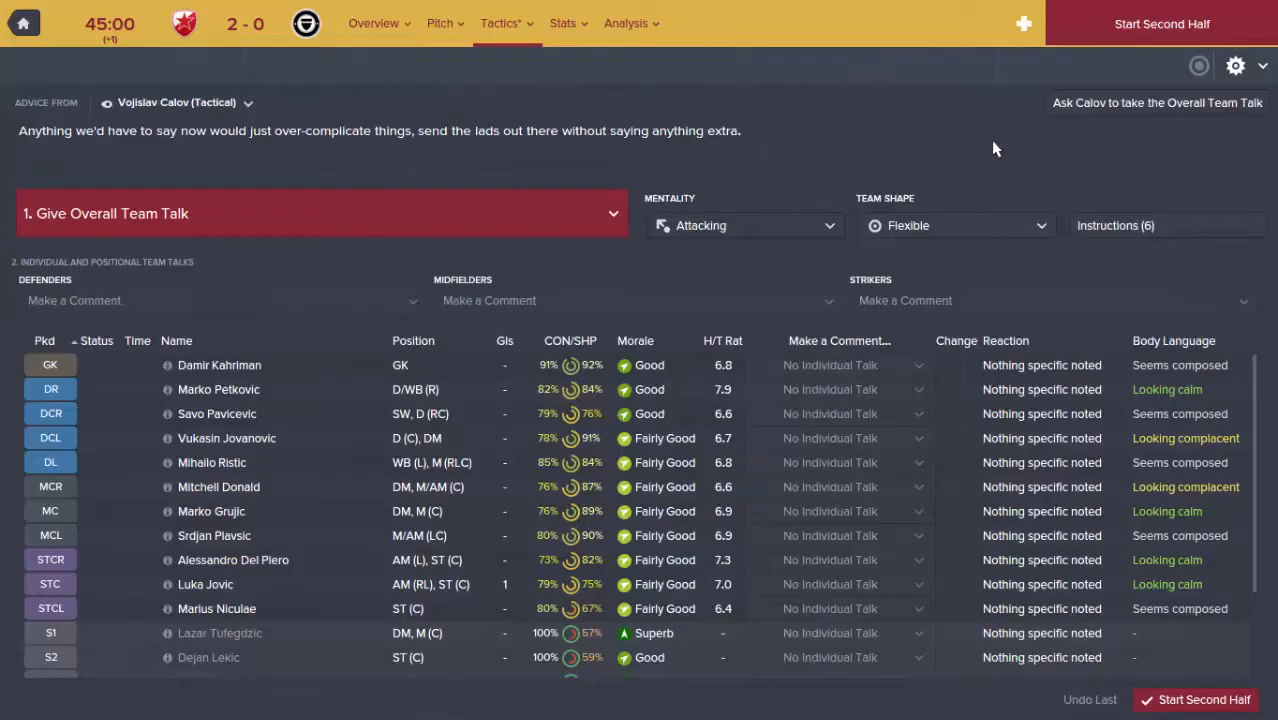 45:00
(+1)
2 - 0
Overview
Pitch
Tactics*
Stats
Analysis
Start Second Half
ADVICE FROM
Vojislav Calov (Tactical)
Ask Calov to take the Overall Team Talk
Anything we'd have to say now would just over-complicate things, send the lads out there without saying anything extra.
1. Give Overall Team Talk
MENTALITY
Attacking
TEAM SHAPE
Flexible
Instructions (6)
2. INDIVIDUAL AND POSITIONAL TEAM TALKS
DEFENDERS
Make a Comment
MIDFIELDERS
Make a Comment
STRIKERS
Make a Comment
Pkd Status Time Name Position Gls CON/SHP Morale H/T Rat Make a Comment... Change Reaction Body Language
GK Damir Kahriman GK - 91% 92% Good 6.8 No Individual Talk Nothing specific noted Seems composed
DR Marko Petkovic D/WB (R) - 82% 84% Good 7.9 No Individual Talk Nothing specific noted Looking calm
DCR Savo Pavicevic SW, D (RC) - 79% 76% Good 6.6 No Individual Talk Nothing specific noted Seems composed
DCL Vukasin Jovanovic D (C), DM - 78% 91% Fairly Good 6.7 No Individual Talk Nothing specific noted Looking complacent
DL Mihailo Ristic WB (L), M (RLC) - 85% 84% Fairly Good 6.8 No Individual Talk Nothing specific noted Seems composed
MCR Mitchell Donald DM, M/AM (C) - 76% 87% Fairly Good 6.6 No Individual Talk Nothing specific noted Looking complacent
MC Marko Grujic DM, M (C) - 76% 89% Fairly Good 6.9 No Individual Talk Nothing specific noted Looking calm
MCL Srdjan Plavsic M/AM (LC) - 80% 90% Fairly Good 6.9 No Individual Talk Nothing specific noted Seems composed
STCR Alessandro Del Piero AM (L), ST (C) - 73% 82% Fairly Good 7.3 No Individual Talk Nothing specific noted Looking calm
STC Luka Jovic AM (RL), ST (C) 1 79% 75% Fairly Good 7.0 No Individual Talk Nothing specific noted Looking calm
STCL Marius Niculae ST (C) - 80% 67% Fairly Good 6.4 No Individual Talk Nothing specific noted Seems composed
S1 Lazar Tufegdzic DM, M (C) - 100% 57% Superb - No Individual Talk Nothing specific noted -
S2 Dejan Lekic ST (C) - 100% 59% Good - No Individual Talk Nothing specific noted -
Undo Last
Start Second Half